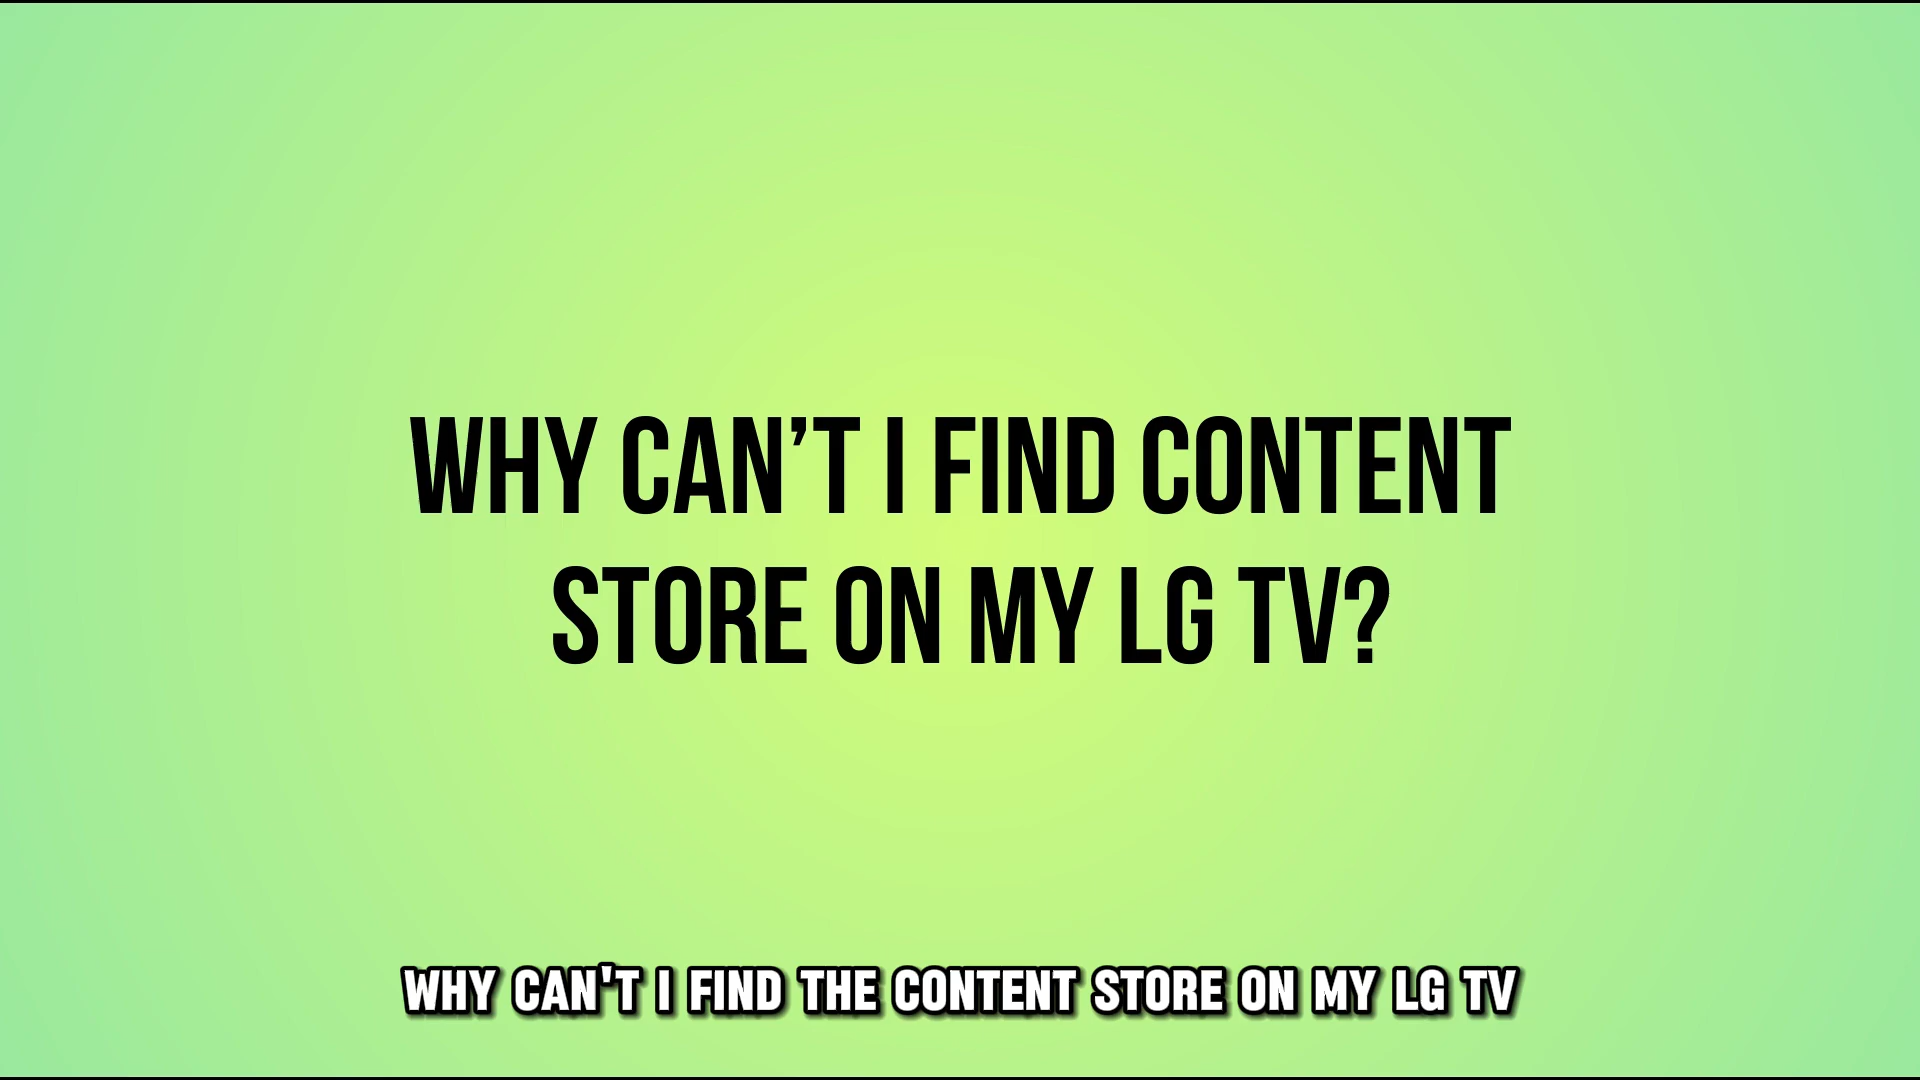 WHY CAN’T I FIND CONTENT
STORE ON MY LG TV?
WHY CAN'T I FIND THE CONTENT STORE ON MY LG TV